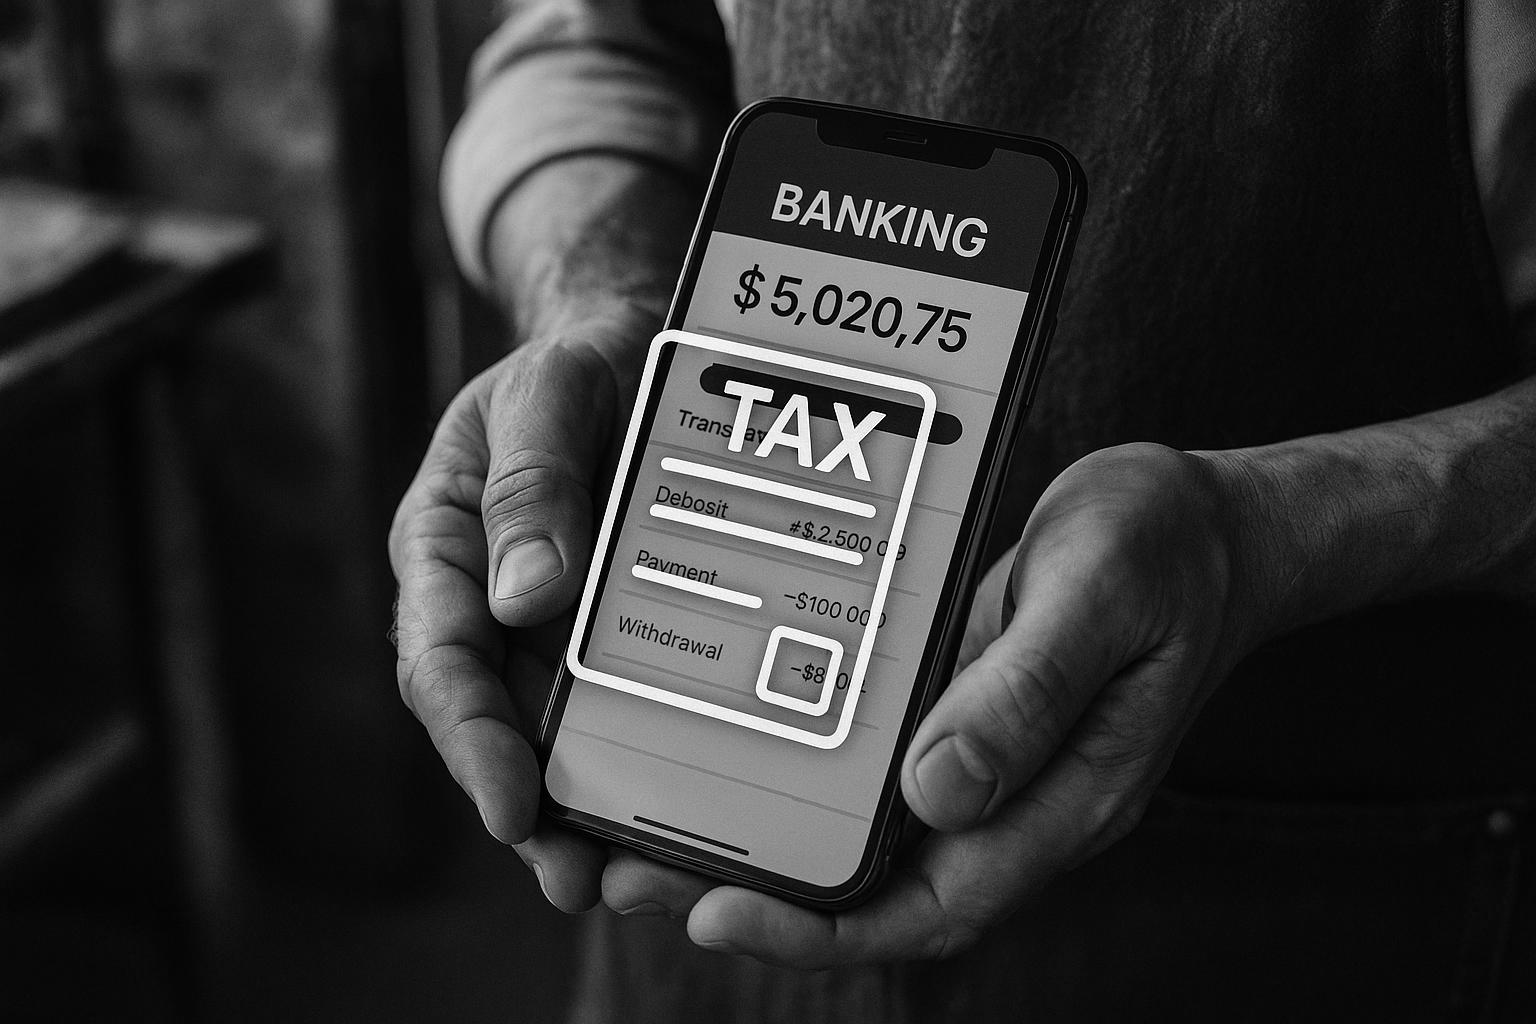 BANKING
$5,020,75
TAX
Debosit #$.2.500
Payment -$100 000
Withdrawal